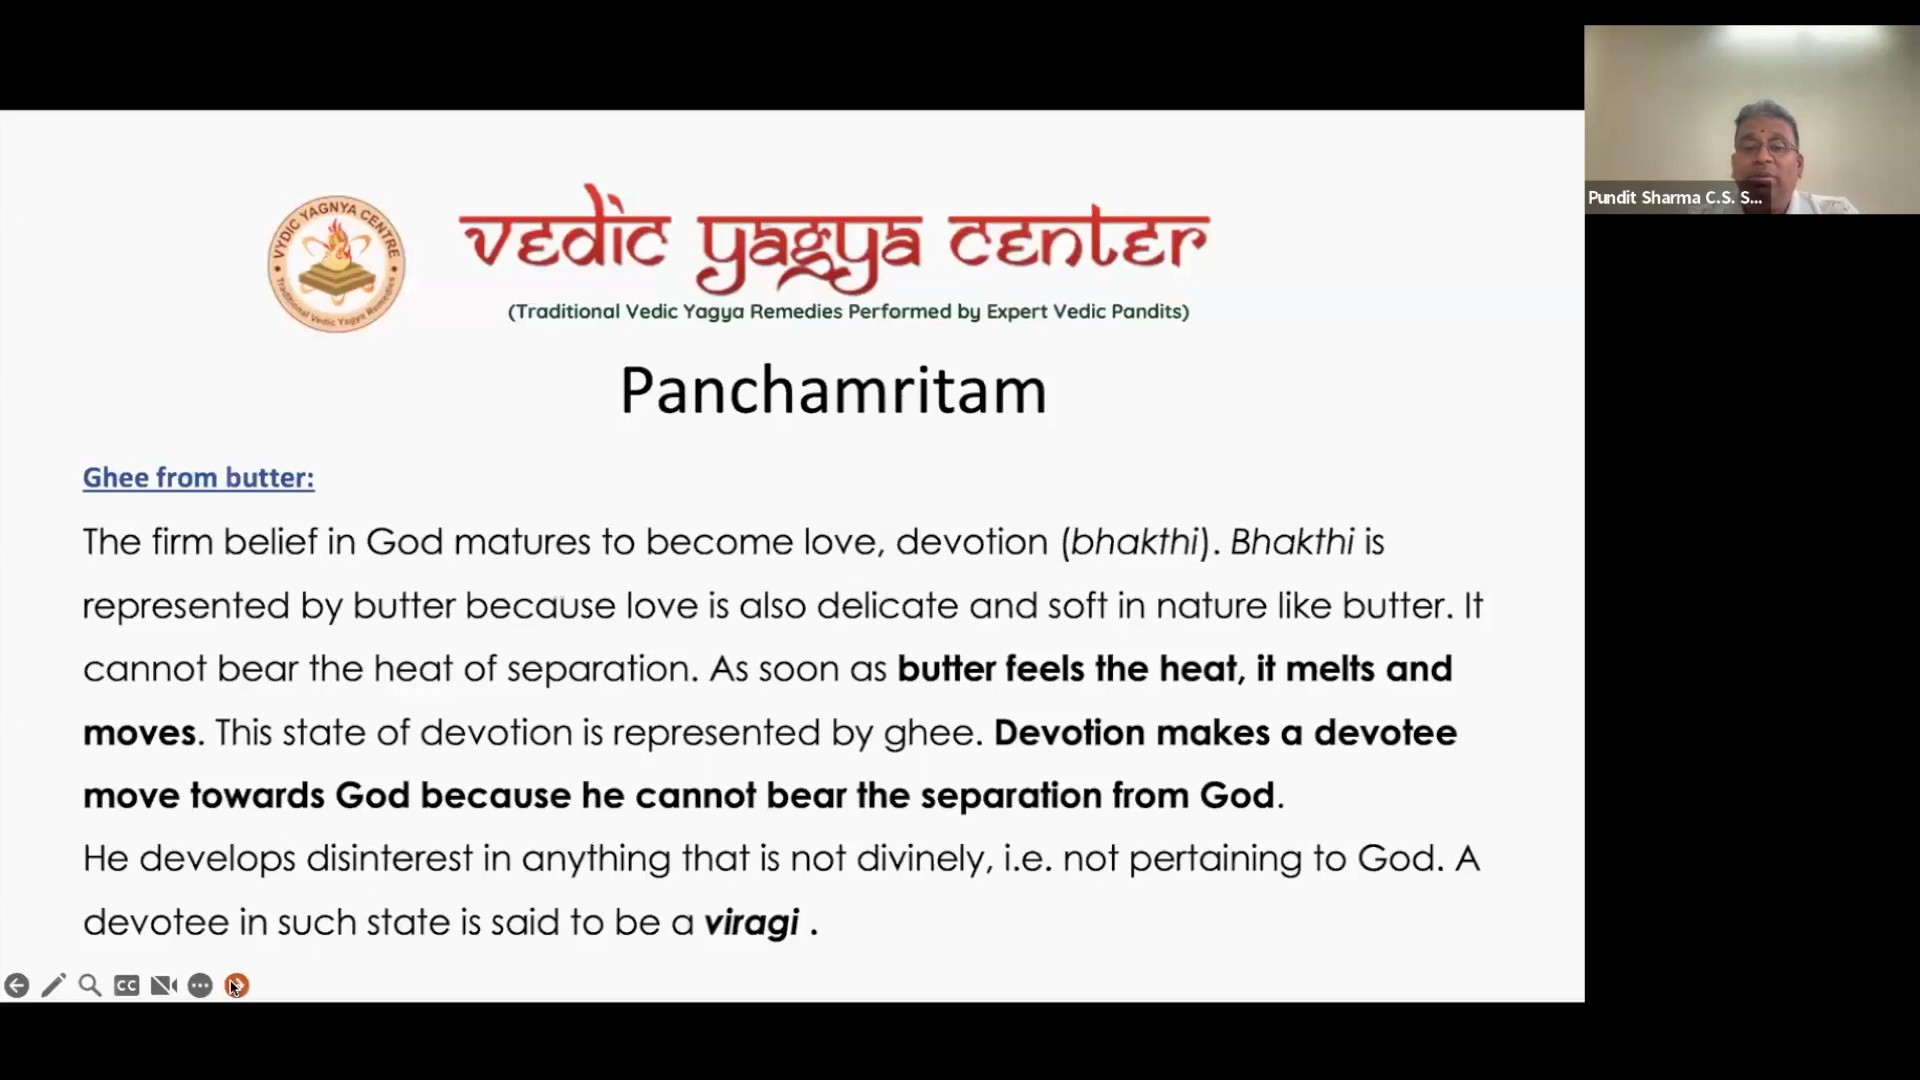 Pundit Sharma C.S. S...
VYDIC YAGNYA CENTRE
Traditional Vedic Yagya Remedies
vedic yagya center
(Traditional Vedic Yagya Remedies Performed by Expert Vedic Pandits)
Panchamritam
Ghee from butter:
The firm belief in God matures to become love, devotion (bhakthi). Bhakthi is
represented by butter because love is also delicate and soft in nature like butter. It
cannot bear the heat of separation. As soon as butter feels the heat, it melts and
moves. This state of devotion is represented by ghee. Devotion makes a devotee
move towards God because he cannot bear the separation from God.
He develops disinterest in anything that is not divinely, i.e. not pertaining to God. A
devotee in such state is said to be a viragi .
CC